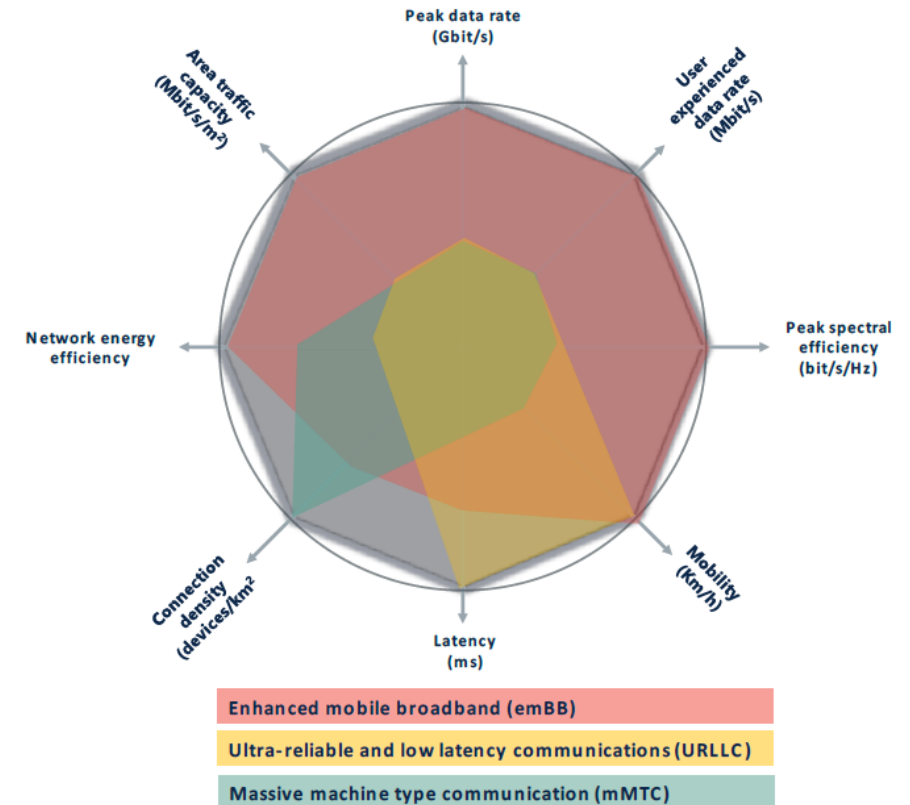 Peak data rate
(Gbit/s)
Area traffic
capacity
(Mbit/s/m²)
User
experienced
data rate
(Mbit/s)
Network energy
efficiency
Peak spectral
efficiency
(bit/s/Hz)
Connection
density
(devices/km²
Mobility
(Km/h)
Latency
(ms)
Enhanced mobile broadband (emBB)
Ultra-reliable and low latency communications (URLLC)
Massive machine type communication (mMTC)